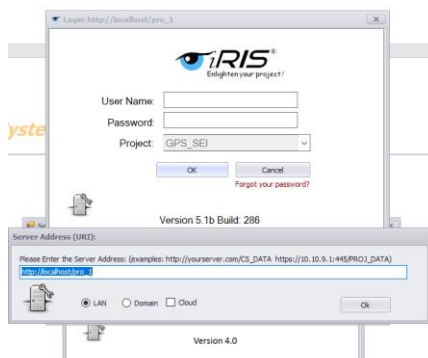 Login: http://localhost/pro_1
iRIS®
Enlighten your project!
yste
User Name:
Password:
Project: GPS_SEI
OK Cancel
Forgot your password?
Version 5.1b Build: 286
Server Address (URI):
Please Enter the Server Address: (examples: http://yourserver.com/CS_DATA https://10.10.9.1:445/PROJ_DATA)
http://localhost/pro_1
LAN Domain Cloud Ok
Version 4.0